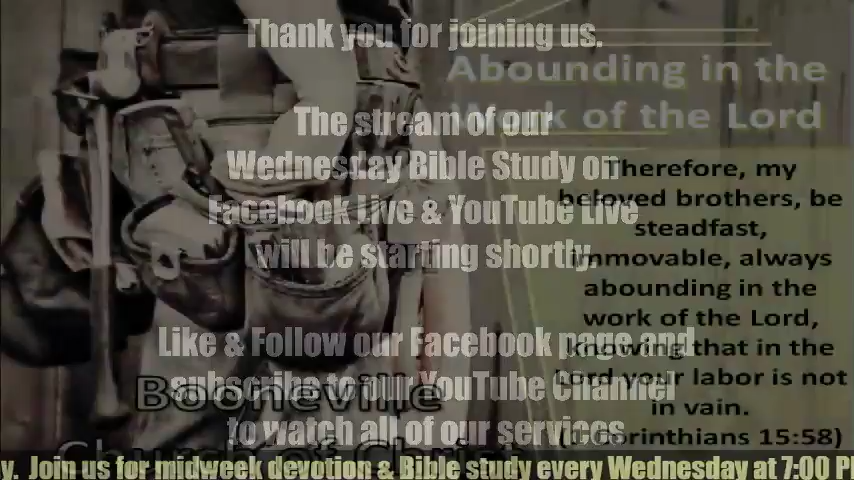 Thank you for joining us.
The stream of our
Wednesday Bible Study on
Facebook Live & YouTube Live
will be starting shortly.
Like & Follow our Facebook page and
subscribe to our YouTube Channel
to watch all of our services
Abounding in the
Work of the Lord
Therefore, my
beloved brothers, be
steadfast,
immovable, always
abounding in the
work of the Lord,
knowing that in the
Lord your labor is not
in vain.
(1 Corinthians 15:58)
Booneville
Church of Christ
y. Join us for midweek devotion & Bible study every Wednesday at 7:00 P